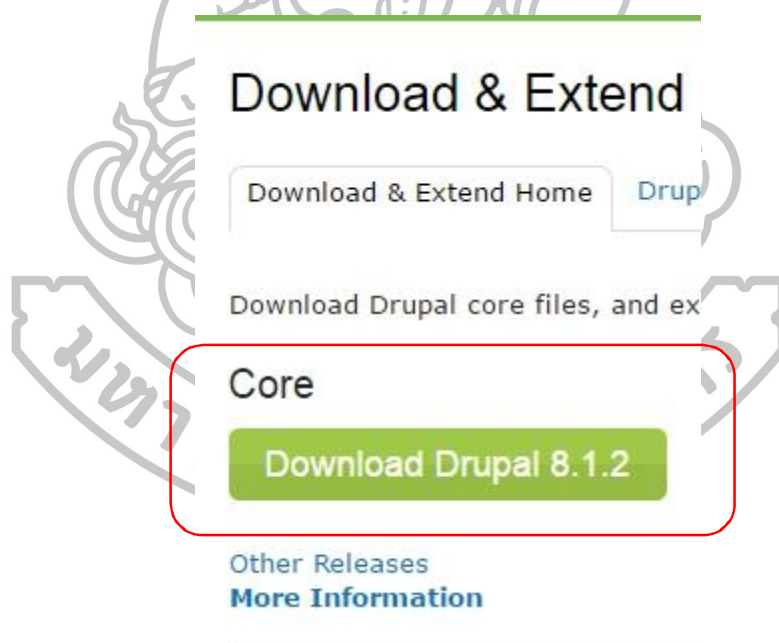 Download & Extend
Download & Extend Home Drup
Download Drupal core files, and ex
Core
Download Drupal 8.1.2
Other Releases
More Information